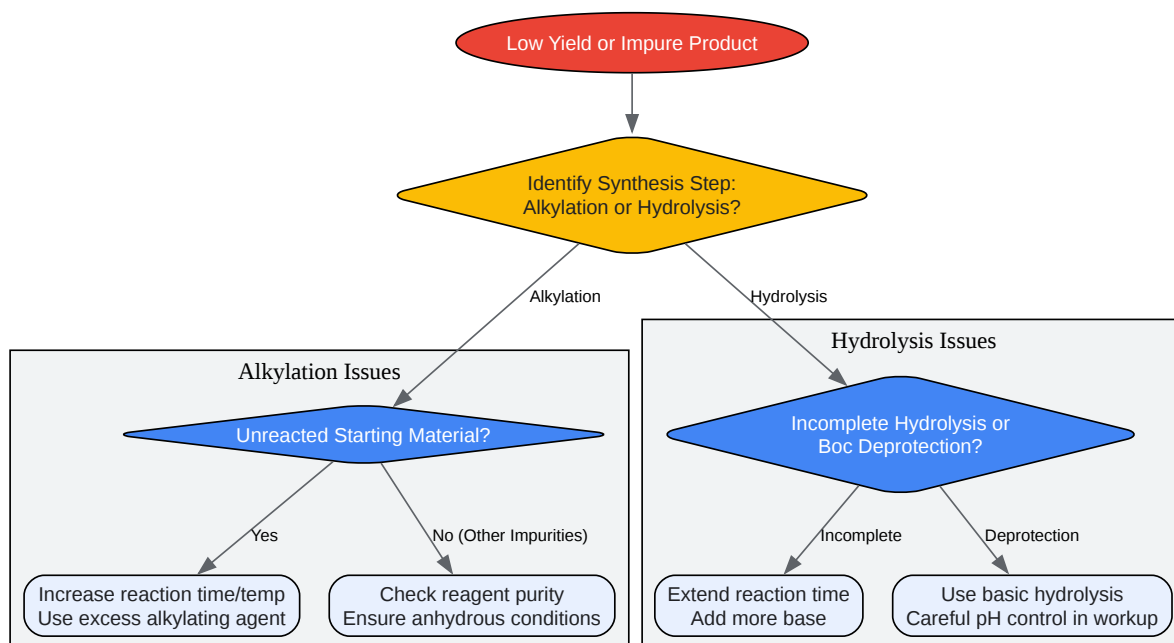 Low Yield or Impure Product
Identify Synthesis Step:
Alkylation or Hydrolysis?
Alkylation
Hydrolysis
Alkylation Issues
Unreacted Starting Material?
Yes
No (Other Impurities)
Increase reaction time/temp
Use excess alkylating agent
Check reagent purity
Ensure anhydrous conditions
Hydrolysis Issues
Incomplete Hydrolysis or
Boc Deprotection?
Incomplete
Deprotection
Extend reaction time
Add more base
Use basic hydrolysis
Careful pH control in workup